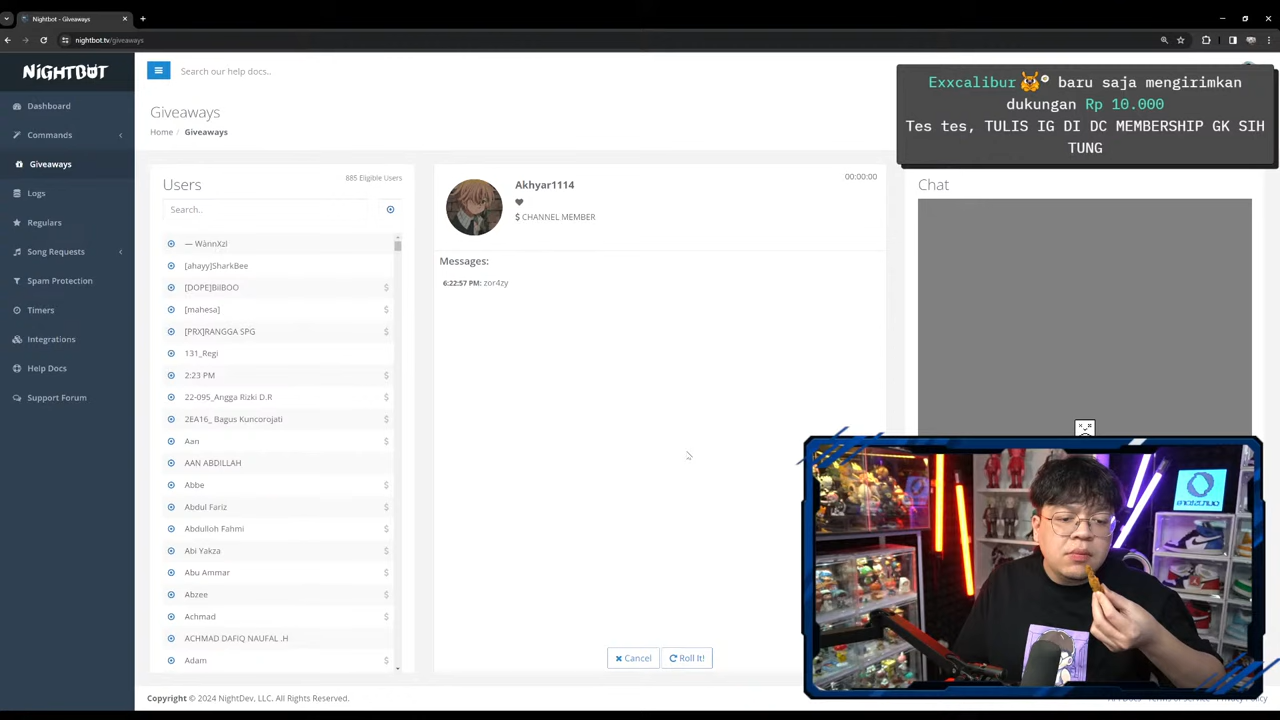 Nightbot - Giveaways
nightbot.tv/giveaways
NiGHTBOT
Search our help docs..
Exxcalibur baru saja mengirimkan
dukungan Rp 10.000
Tes tes, TULIS IG DI DC MEMBERSHIP GK SIH
TUNG
Dashboard
Commands
Giveaways
Logs
Regulars
Song Requests
Spam Protection
Timers
Integrations
Help Docs
Support Forum
Giveaways
Home / Giveaways
Users
885 Eligible Users
Search..
— WànnXzl
[ahayy]SharkBee
[DOPE]BiiBOO $
[mahesa] $
[PRX]RANGGA SPG $
131_Regi
2:23 PM $
22-095_Angga Rizki D.R $
2EA16_ Bagus Kuncorojati $
Aan $
AAN ABDILLAH
Abbe $
Abdul Fariz $
Abdulloh Fahmi $
Abi Yakza $
Abu Ammar $
Abzee $
Achmad $
ACHMAD DAFIQ NAUFAL .H $
Adam $
Akhyar1114
00:00:00
$ CHANNEL MEMBER
Messages:
6:22:57 PM: zor4zy
Cancel
Roll It!
Chat
Copyright © 2024 NightDev, LLC. All Rights Reserved.